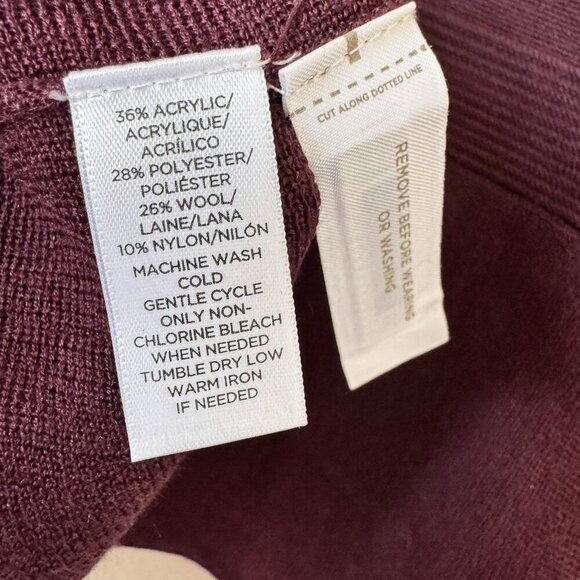 36% ACRYLIC/
ACRYLIQUE/
ACRÍLICO
28% POLYESTER/
POLIÉSTER
26% WOOL/
LAINE/LANA
10% NYLON/NILÓN
MACHINE WASH
COLD
GENTLE CYCLE
ONLY NON-
CHLORINE BLEACH
WHEN NEEDED
TUMBLE DRY LOW
WARM IRON
IF NEEDED
CUT ALONG DOTTED LINE
REMOVE BEFORE WEARING
OR WASHING